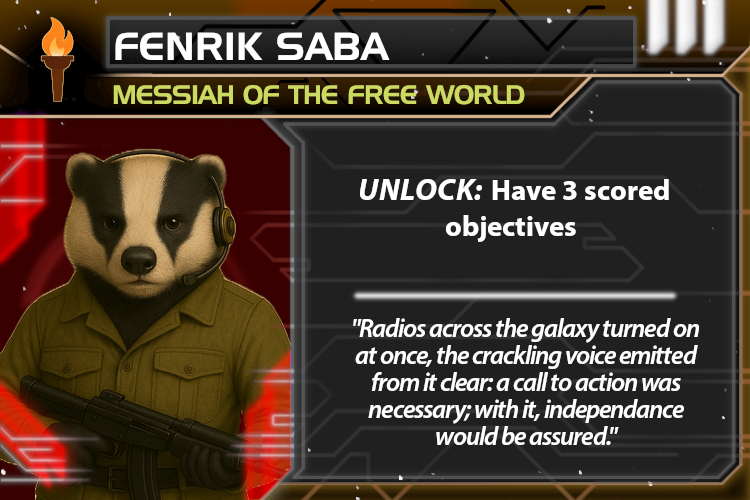 FENRIK SABA
MESSIAH OF THE FREE WORLD
UNLOCK: Have 3 scored
objectives
"Radios across the galaxy turned on
at once, the crackling voice emitted
from it clear: a call to action was
necessary; with it, independance
would be assured."